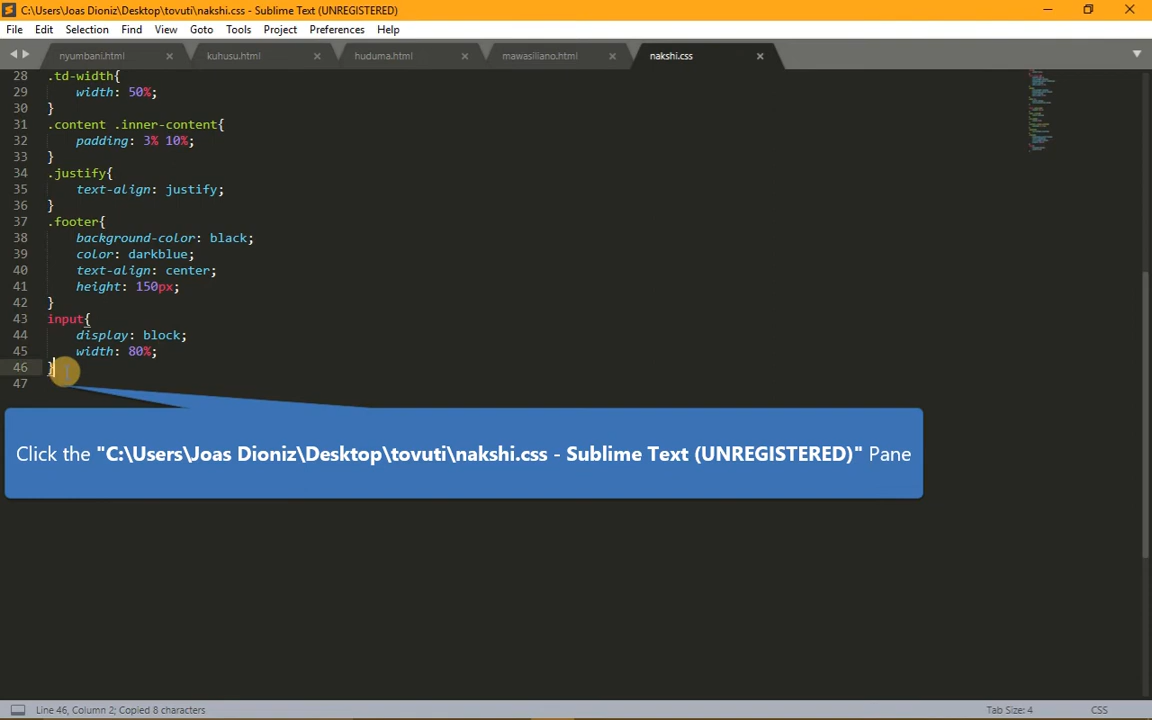 C:\Users\Joas Dioniz\Desktop\tovuti\nakshi.css - Sublime Text (UNREGISTERED)
File Edit Selection Find View Goto Tools Project Preferences Help
nyumbani.html × kuhusu.html × huduma.html × mawasiliano.html × nakshi.css ×
28 .td-width{
29     width: 50%;
30 }
31 .content .inner-content{
32     padding: 3% 10%;
33 }
34 .justify{
35     text-align: justify;
36 }
37 .footer{
38     background-color: black;
39     color: darkblue;
40     text-align: center;
41     height: 150px;
42 }
43 input{
44     display: block;
45     width: 80%;
46 }
47
Click the "C:\Users\Joas Dioniz\Desktop\tovuti\nakshi.css - Sublime Text (UNREGISTERED)" Pane
Line 46, Column 2; Copied 8 characters Tab Size: 4 CSS